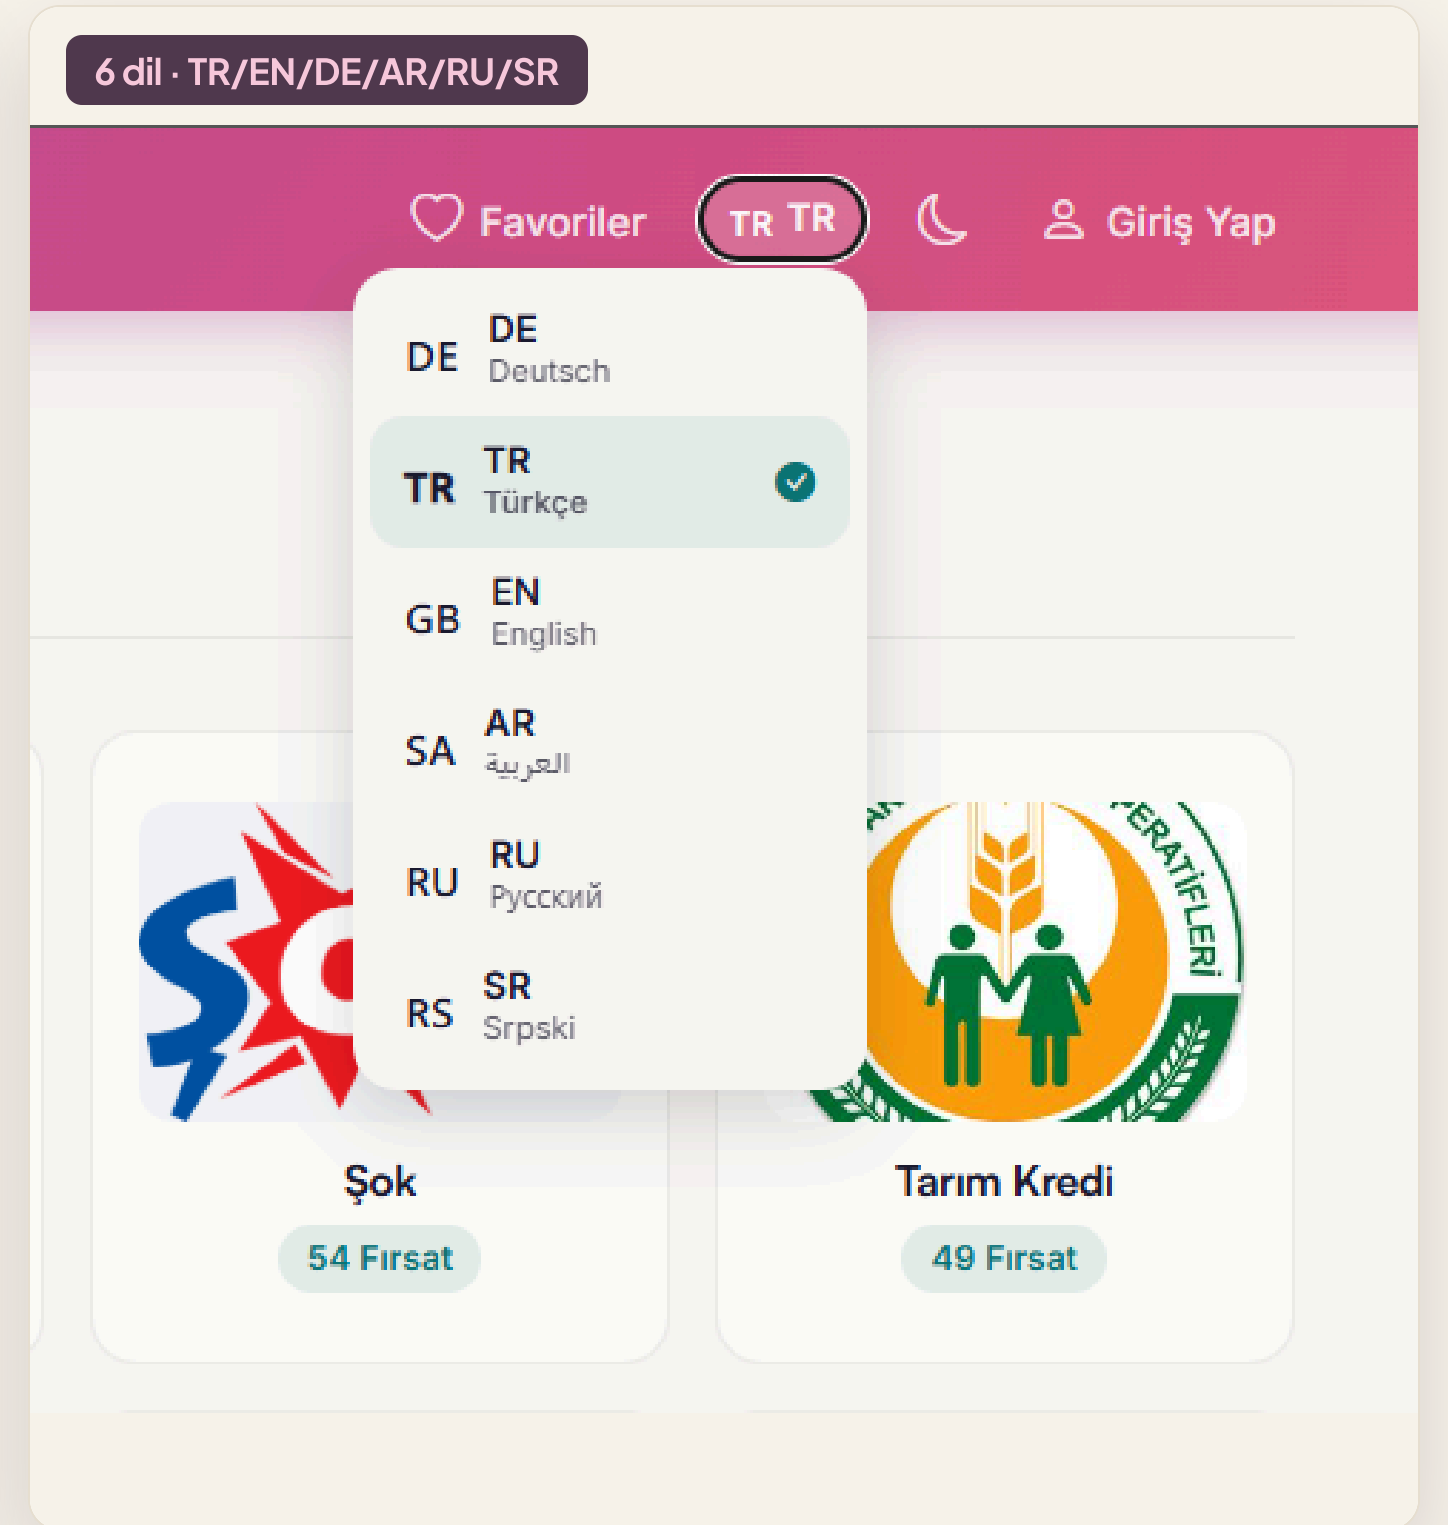 6 dil · TR/EN/DE/AR/RU/SR
Favoriler
TR TR
Giriş Yap
DE
DE
Deutsch
TR
TR
Türkçe
GB
EN
English
SA
AR
العربية
RU
RU
Русский
RS
SR
Srpski
PERATİFLERİ
Şok
54 Fırsat
Tarım Kredi
49 Fırsat